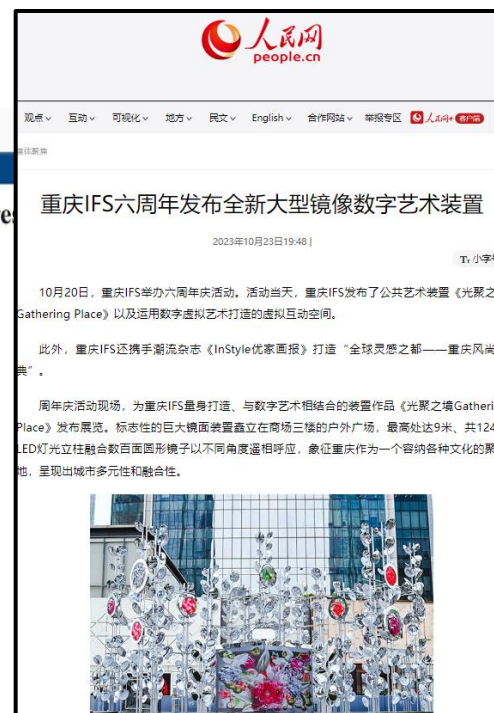 人民网
people.cn
观点 互动 可视化 地方 民文 English 合作网站 举报专区 人民网+ 客户端
体聚焦
重庆IFS六周年发布全新大型镜像数字艺术装置
2023年10月23日19:48 |
小字号
10月20日，重庆IFS举办六周年庆活动。活动当天，重庆IFS发布了公共艺术装置《光聚之
Gathering Place》以及运用数字虚拟艺术打造的虚拟互动空间。
此外，重庆IFS还携手潮流杂志《InStyle优家画报》打造“全球灵感之都——重庆风尚
典”。
周年庆活动现场，为重庆IFS量身打造、与数字艺术相结合的装置作品《光聚之境Gatheri
Place》发布展览。标志性的巨大镜面装置矗立在商场三楼的户外广场，最高处达9米、共124
LED灯光立柱融合数百面圆形镜子以不同角度遥相呼应，象征重庆作为一个容纳各种文化的聚
地，呈现出城市多元性和融合性。